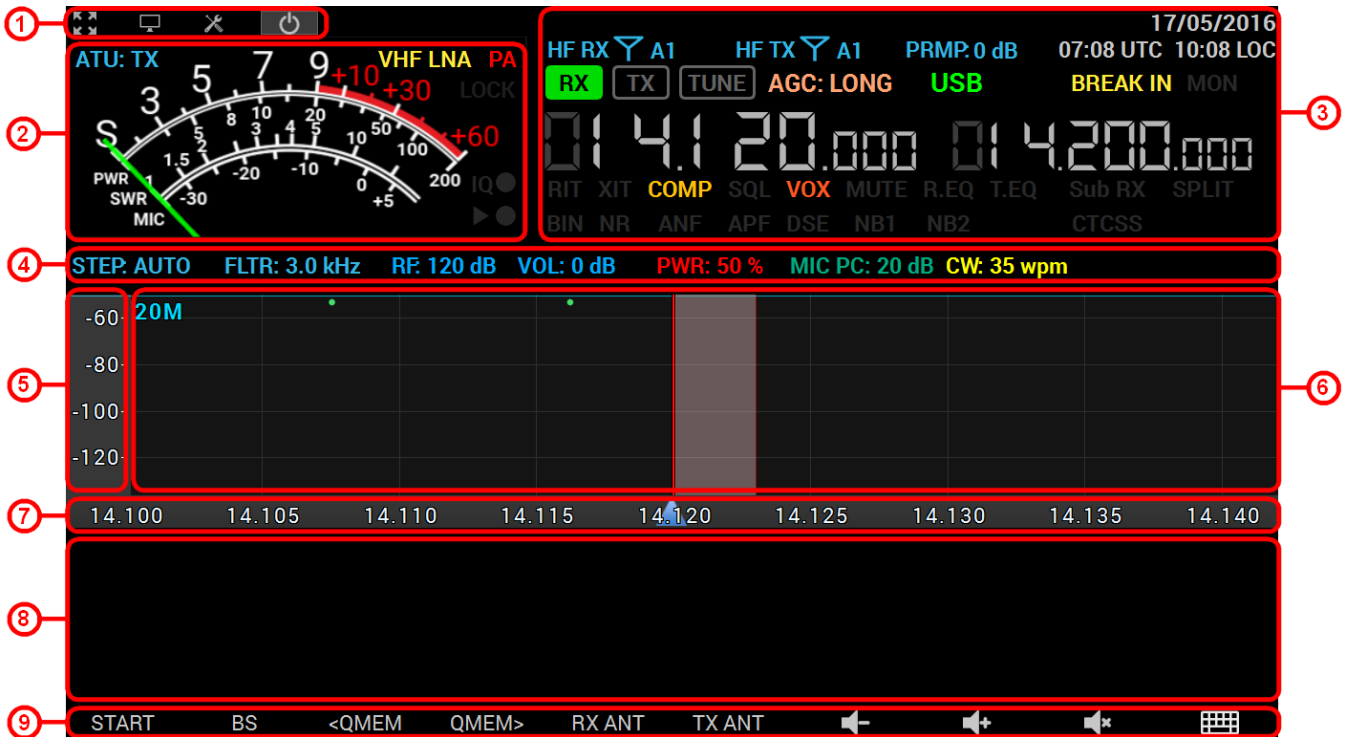 1
17/05/2016
2
ATU: TX
VHF LNA PA
LOCK
S 3 5 7 9 +10 +30 +60
PWR 1 1.5 2 5 8 10 20 50 100 200
SWR 1 1.5 2 3 4 5 10
MIC -30 -20 -10 0 +5
IQ
HF RX A1 HF TX A1 PRMP: 0 dB 07:08 UTC 10:08 LOC
RX TX TUNE AGC: LONG USB BREAK IN MON
3
14.120.000 14.200.000
RIT XIT COMP SQL VOX MUTE R.EQ T.EQ Sub RX SPLIT
BIN NR ANF APF DSE NB1 NB2 CTCSS
4
STEP: AUTO FLTR: 3.0 kHz RF: 120 dB VOL: 0 dB PWR: 50 % MIC PC: 20 dB CW: 35 wpm
5
-60
-80
-100
-120
20M
6
7
14.100 14.105 14.110 14.115 14.120 14.125 14.130 14.135 14.140
8
9
START BS <QMEM QMEM> RX ANT TX ANT